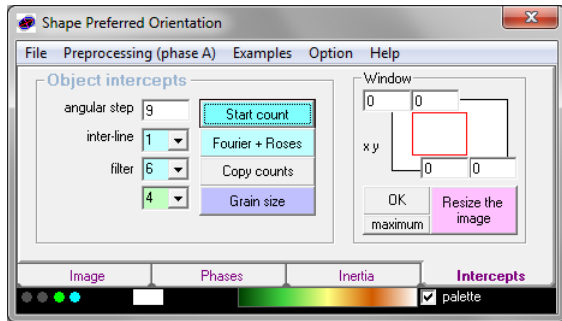 Shape Preferred Orientation
File Preprocessing (phase A) Examples Option Help
Object intercepts
angular step 9 Start count
inter-line 1 Fourier + Roses
filter 6 Copy counts
4 Grain size
Window
0 0
x y
0 0
OK Resize the image
maximum
Image Phases Inertia Intercepts
palette